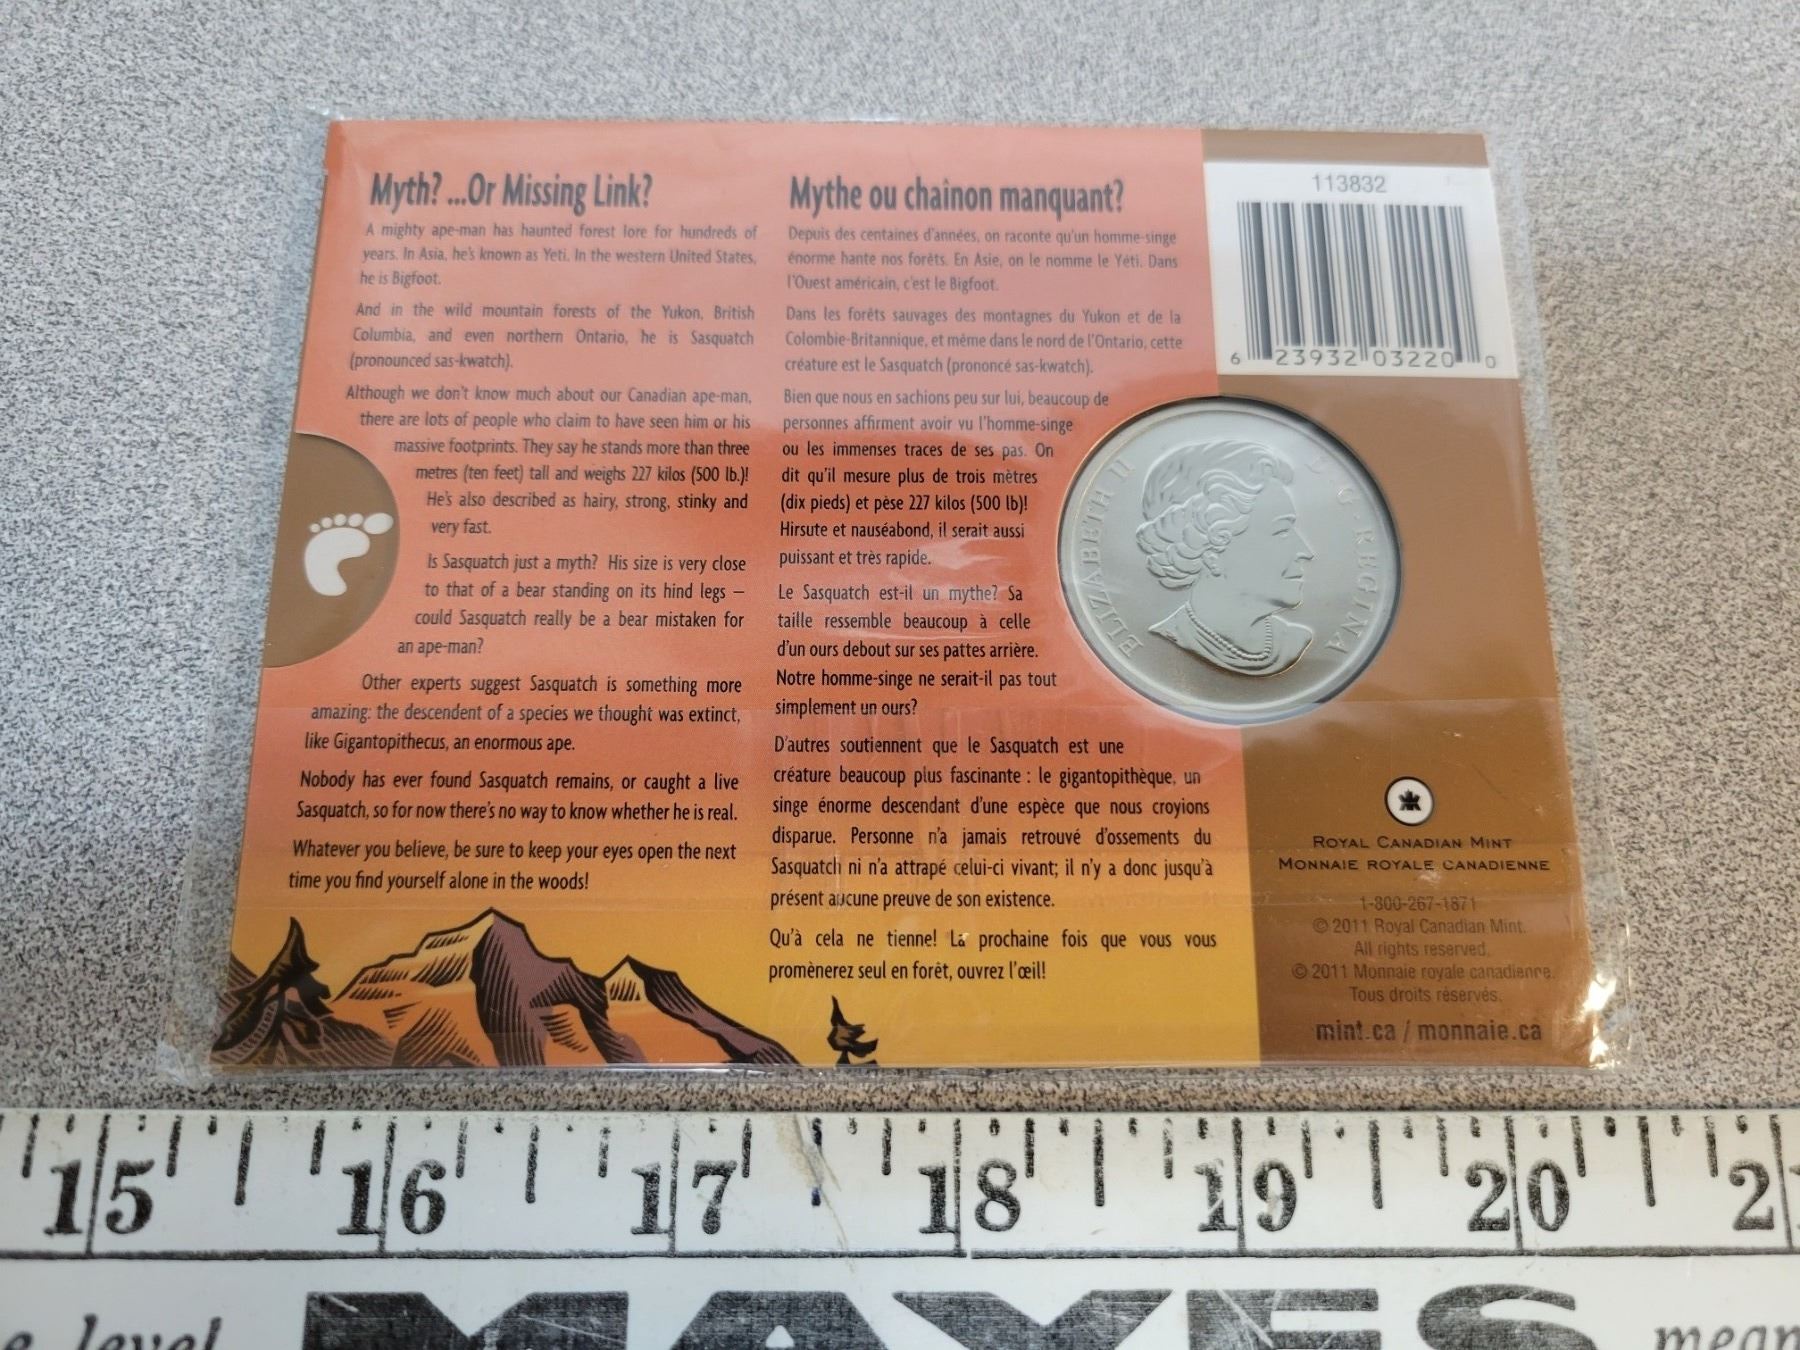 Myth? ...Or Missing Link?
A mighty ape-man has haunted forest lore for hundreds of
years. In Asia, he's known as Yeti. In the western United States,
he is Bigfoot.
And in the wild mountain forests of the Yukon, British
Columbia, and even northern Ontario, he is Sasquatch
(pronounced sas-kwatch).
Although we don't know much about our Canadian ape-man,
there are lots of people who claim to have seen him or his
massive footprints. They say he stands more than three
metres (ten feet) tall and weighs 227 kilos (500 lb.)!
He's also described as hairy, strong, stinky and
very fast.
Is Sasquatch just a myth? His size is very close
to that of a bear standing on its hind legs –
could Sasquatch really be a bear mistaken for
an ape-man?
Other experts suggest Sasquatch is something more
amazing: the descendent of a species we thought was extinct,
like Gigantopithecus, an enormous ape.
Nobody has ever found Sasquatch remains, or caught a live
Sasquatch, so for now there's no way to know whether he is real.
Whatever you believe, be sure to keep your eyes open the next
time you find yourself alone in the woods!
Mythe ou chaînon manquant?
Depuis des centaines d'années, on raconte qu'un homme-singe
énorme hante nos forêts. En Asie, on le nomme le Yéti. Dans
l'Ouest américain, c'est le Bigfoot.
Dans les forêts sauvages des montagnes du Yukon et de la
Colombie-Britannique, et même dans le nord de l'Ontario, cette
créature est le Sasquatch (prononcé sas-kwatch).
Bien que nous en sachions peu sur lui, beaucoup de
personnes affirment avoir vu l'homme-singe
ou les immenses traces de ses pas. On
dit qu'il mesure plus de trois mètres
(dix pieds) et pèse 227 kilos (500 lb)!
Hirsute et nauséabond, il serait aussi
puissant et très rapide.
Le Sasquatch est-il un mythe? Sa
taille ressemble beaucoup à celle
d'un ours debout sur ses pattes arrière.
Notre homme-singe ne serait-il pas tout
simplement un ours?
D'autres soutiennent que le Sasquatch est une
créature beaucoup plus fascinante : le gigantopithèque, un
singe énorme descendant d'une espèce que nous croyions
disparue. Personne n'a jamais retrouvé d'ossements du
Sasquatch ni n'a attrapé celui-ci vivant; il n'y a donc jusqu'à
présent aucune preuve de son existence.
Qu'à cela ne tienne! La prochaine fois que vous vous
promènerez seul en forêt, ouvrez l'œil!
113832
6 23932 03220 0
ELIZABETH II D · G · REGINA
ROYAL CANADIAN MINT
MONNAIE ROYALE CANADIENNE
1-800-267-1871
© 2011 Royal Canadian Mint.
All rights reserved.
© 2011 Monnaie royale canadienne.
Tous droits réservés.
mint.ca / monnaie.ca
15 16 17 18 19 20 21
level MAYES mean